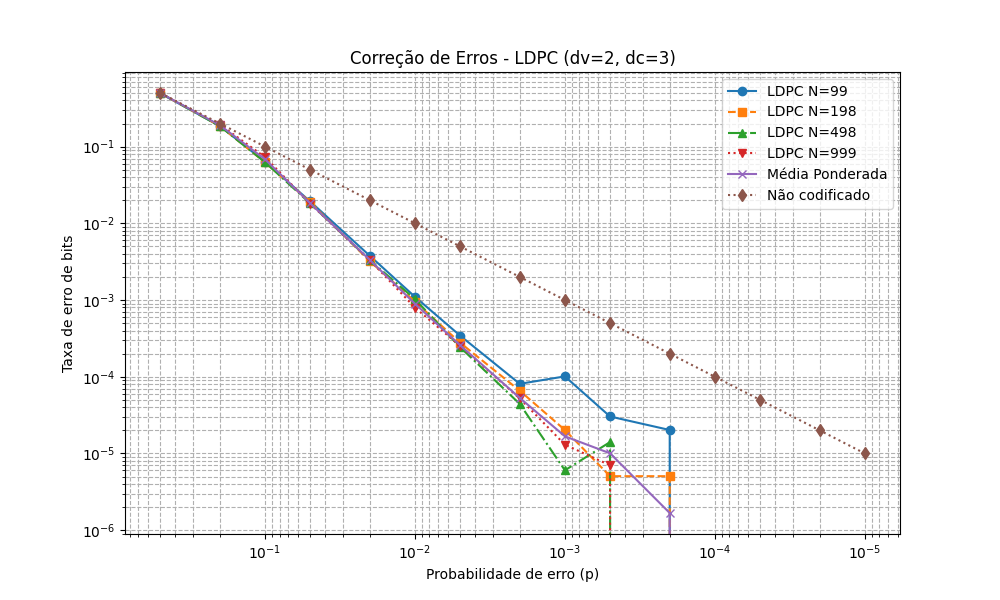 Correção de Erros - LDPC (dv=2, dc=3)
LDPC N=99
LDPC N=198
LDPC N=498
LDPC N=999
Média Ponderada
Não codificado
Taxa de erro de bits
10⁻¹
10⁻²
10⁻³
10⁻⁴
10⁻⁵
10⁻⁶
10⁻¹ 10⁻² 10⁻³ 10⁻⁴ 10⁻⁵
Probabilidade de erro (p)